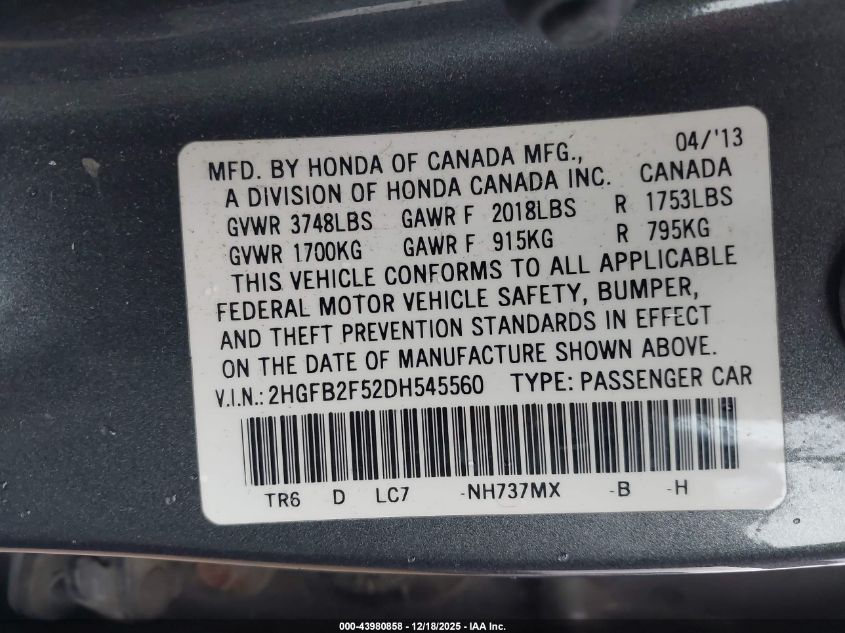 04/'13
MFD. BY HONDA OF CANADA MFG.,
A DIVISION OF HONDA CANADA INC. CANADA
GVWR 3748LBS GAWR F 2018LBS R 1753LBS
GVWR 1700KG GAWR F 915KG R 795KG
THIS VEHICLE CONFORMS TO ALL APPLICABLE
FEDERAL MOTOR VEHICLE SAFETY, BUMPER,
AND THEFT PREVENTION STANDARDS IN EFFECT
ON THE DATE OF MANUFACTURE SHOWN ABOVE.
V.I.N.: 2HGFB2F52DH545560 TYPE: PASSENGER CAR
TR6 D LC7 -NH737MX -B -H
000-43980858 - 12/18/2025 - IAA Inc.